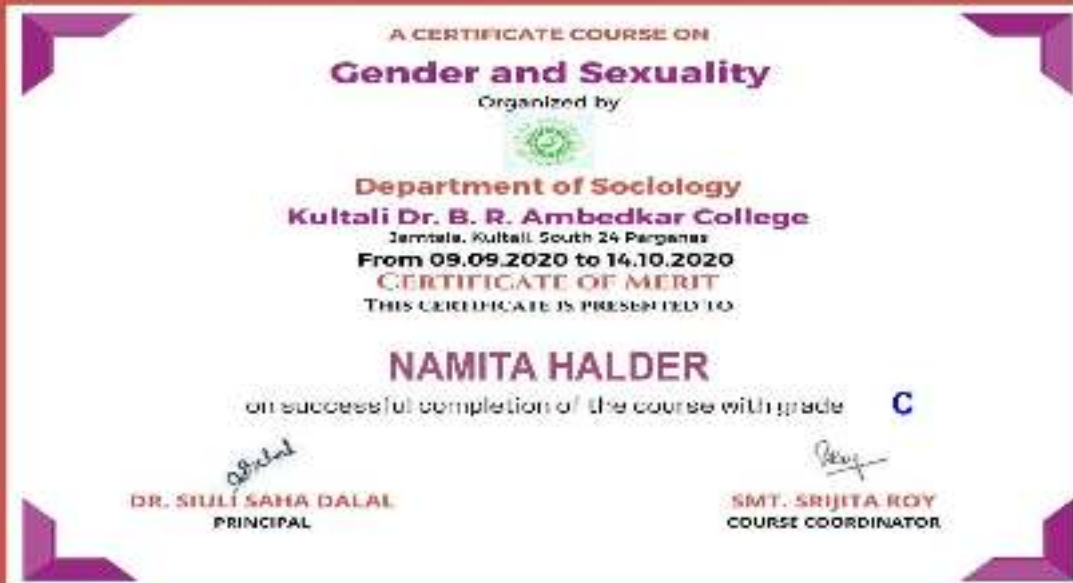 A CERTIFICATE COURSE ON
Gender and Sexuality
Organized by
Department of Sociology
Kultali Dr. B. R. Ambedkar College
Jamtala, Kultali, South 24 Parganas
From 09.09.2020 to 14.10.2020
CERTIFICATE OF MERIT
THIS CERTIFICATE IS PRESENTED TO
NAMITA HALDER
on successful completion of the course with grade C
DR. SIULI SAHA DALAL
PRINCIPAL
SMT. SRIJITA ROY
COURSE COORDINATOR